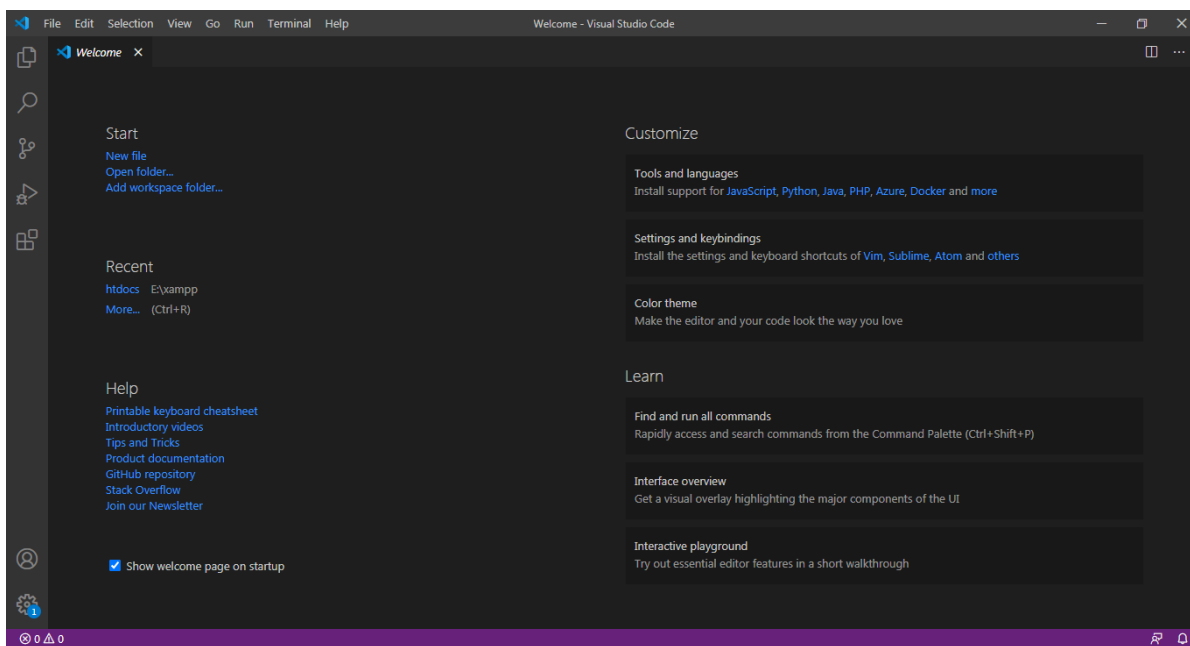 File Edit Selection View Go Run Terminal Help Welcome - Visual Studio Code
Welcome
Start
New file
Open folder...
Add workspace folder...
Recent
htdocs E:\xampp
More... (Ctrl+R)
Help
Printable keyboard cheatsheet
Introductory videos
Tips and Tricks
Product documentation
GitHub repository
Stack Overflow
Join our Newsletter
Show welcome page on startup
Customize
Tools and languages
Install support for JavaScript, Python, Java, PHP, Azure, Docker and more
Settings and keybindings
Install the settings and keyboard shortcuts of Vim, Sublime, Atom and others
Color theme
Make the editor and your code look the way you love
Learn
Find and run all commands
Rapidly access and search commands from the Command Palette (Ctrl+Shift+P)
Interface overview
Get a visual overlay highlighting the major components of the UI
Interactive playground
Try out essential editor features in a short walkthrough
1
0 0